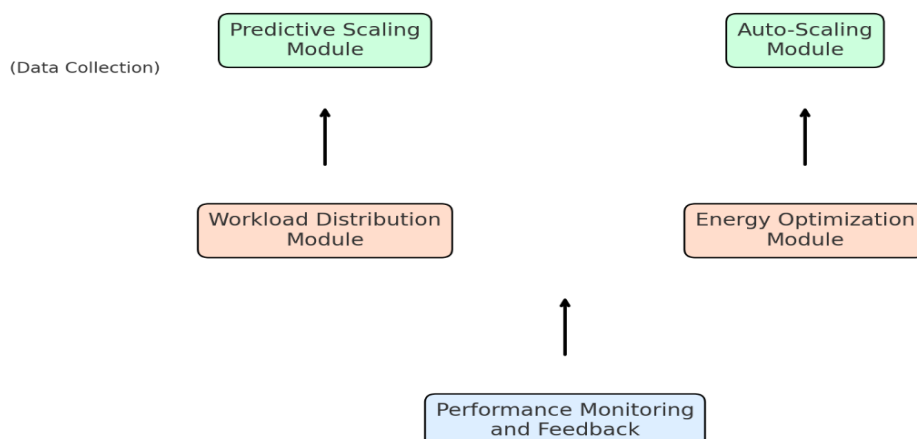 Predictive Scaling
Module
Auto-Scaling
Module
(Data Collection)
Workload Distribution
Module
Energy Optimization
Module
Performance Monitoring
and Feedback